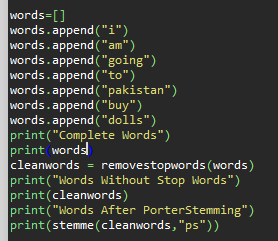 words=[]
words.append("i")
words.append("am")
words.append("going")
words.append("to")
words.append("pakistan")
words.append("buy")
words.append("dolls")
print("Complete Words")
print(words)
cleanwords = removestopwords(words)
print("Words Without Stop Words")
print(cleanwords)
print("Words After PorterStemming")
print(stemme(cleanwords,"ps"))